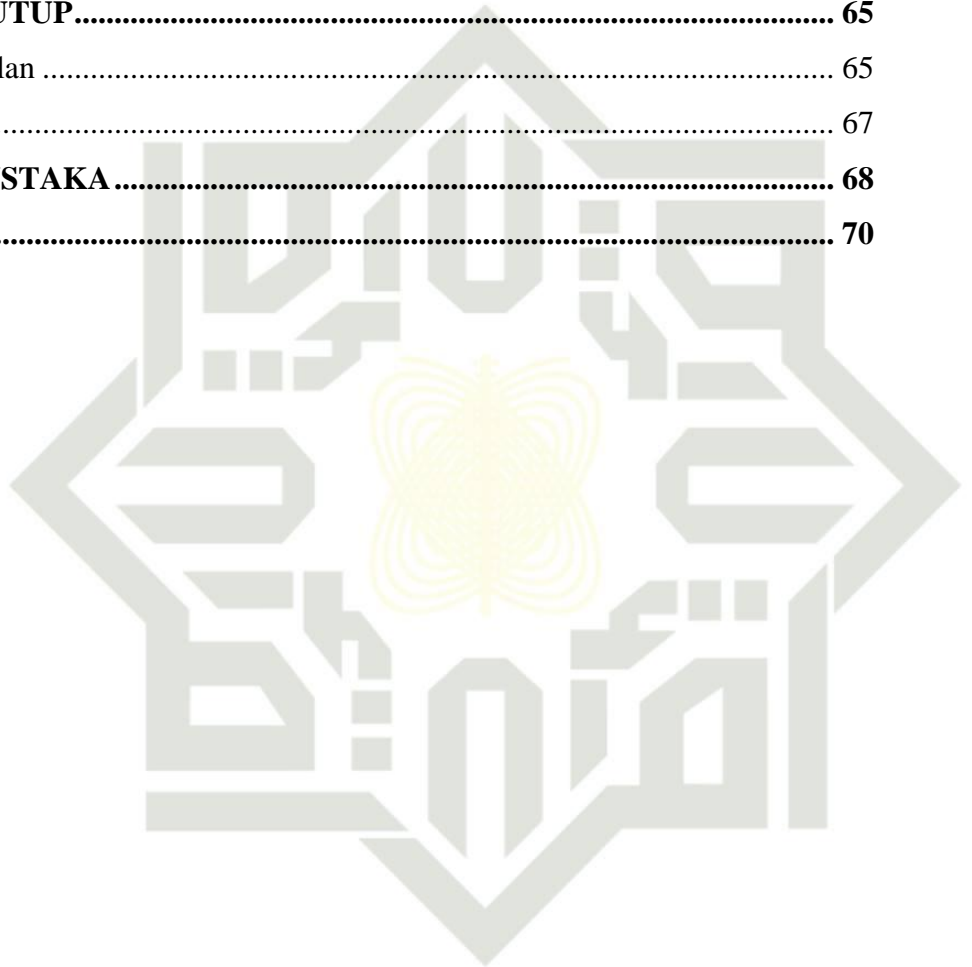 UTUP.......................................................................................... 65
lan .................................................................................................. 65
....................................................................................................... 67
STAKA.......................................................................................... 68
....................................................................................................... 70